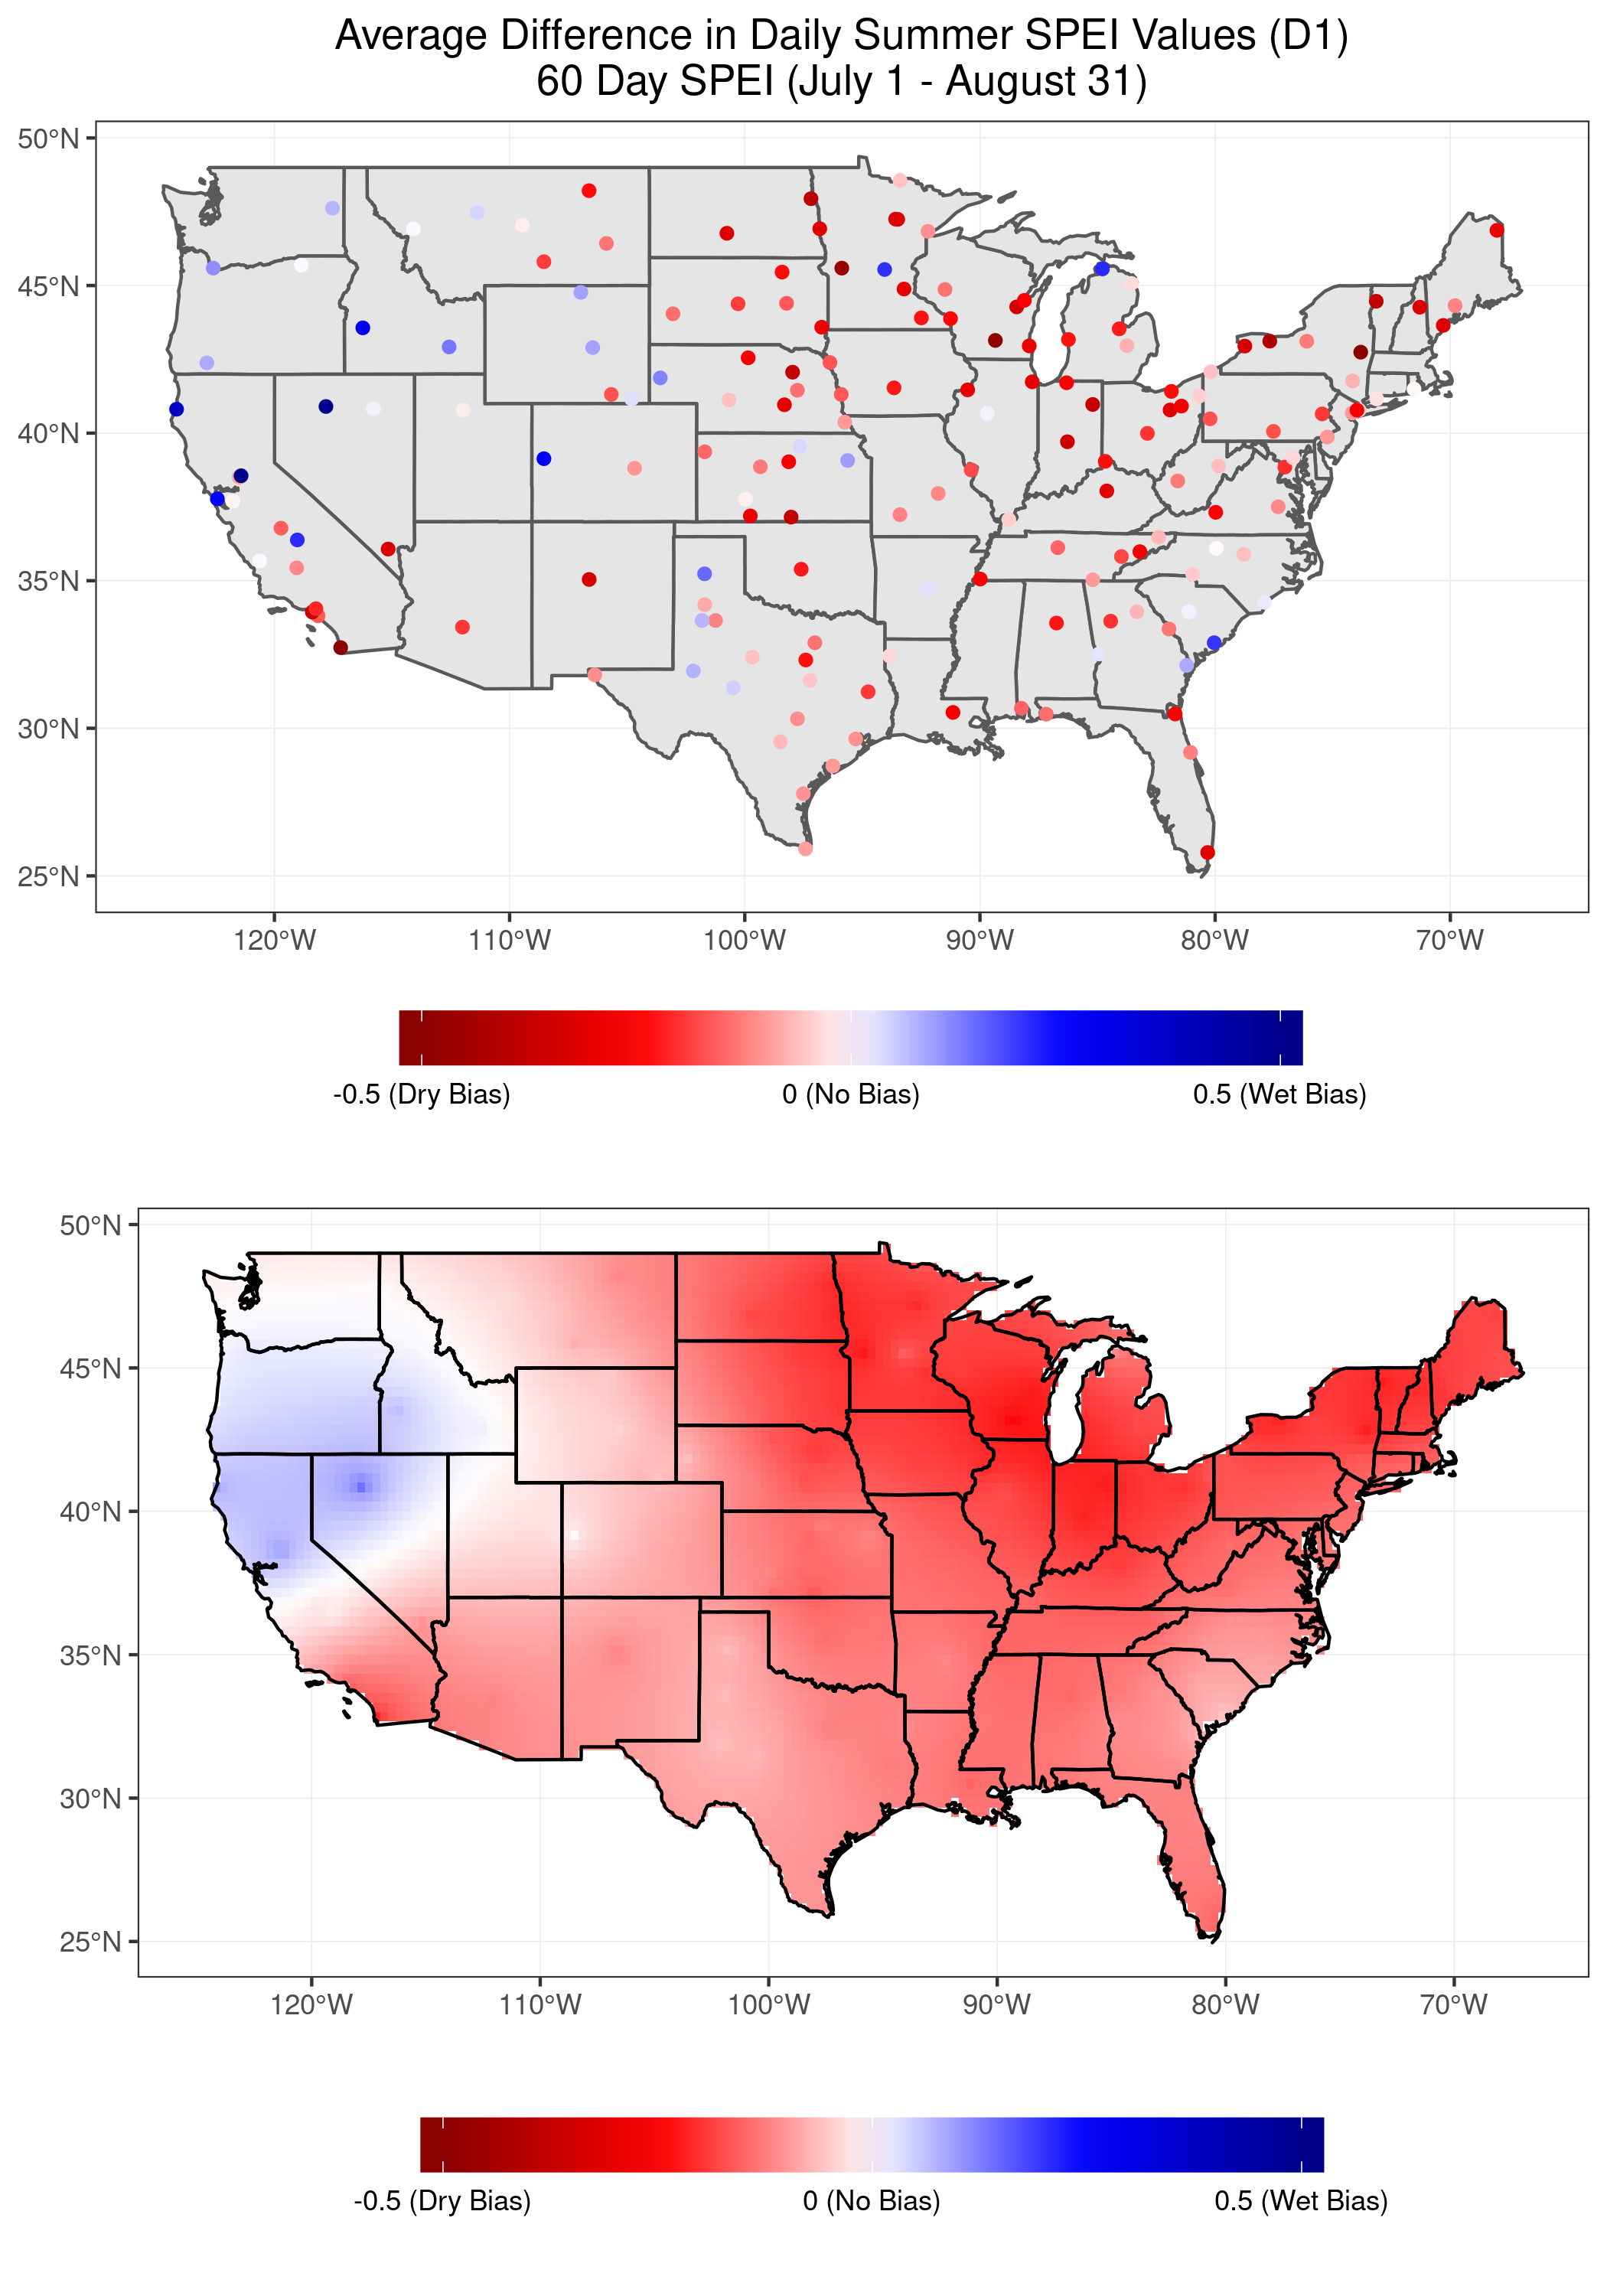 Average Difference in Daily Summer SPEI Values (D1)
60 Day SPEI (July 1 - August 31)
50°N
45°N
40°N
35°N
30°N
25°N
120°W 110°W 100°W 90°W 80°W 70°W
-0.5 (Dry Bias) 0 (No Bias) 0.5 (Wet Bias)
50°N
45°N
40°N
35°N
30°N
25°N
120°W 110°W 100°W 90°W 80°W 70°W
-0.5 (Dry Bias) 0 (No Bias) 0.5 (Wet Bias)